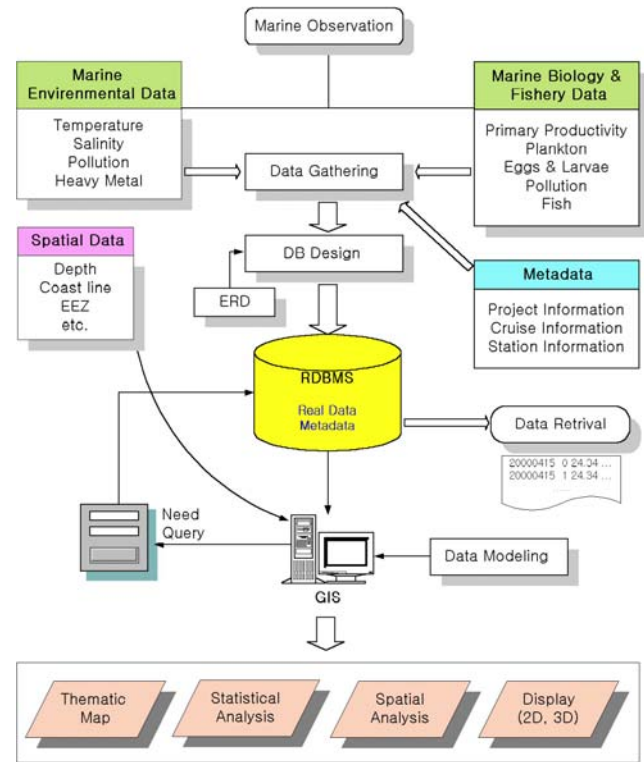 Marine Observation
Marine
Envirenmental Data
Temperature
Salinity
Pollution
Heavy Metal
Marine Biology &
Fishery Data
Primary Productivity
Plankton
Eggs & Larvae
Pollution
Fish
Data Gathering
Spatial Data
Depth
Coast line
EEZ
etc.
DB Design
ERD
Metadata
Project Information
Cruise Information
Station Information
RDBMS
Real Data
Metadata
Data Retrival
20000415 0 24.34 ...
20000415 1 24.34 ...
......
Need
Query
Data Modeling
GIS
Thematic
Map
Statistical
Analysis
Spatial
Analysis
Display
(2D, 3D)